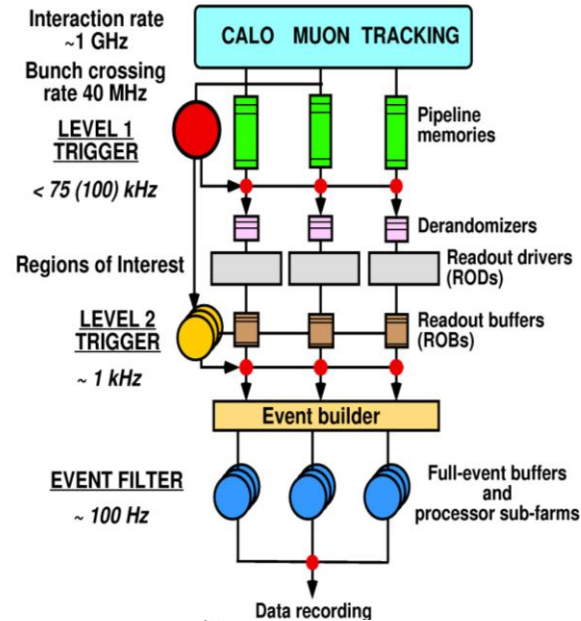 Interaction rate
~1 GHz
CALO MUON TRACKING
Bunch crossing
rate 40 MHz
Pipeline
memories
LEVEL 1
TRIGGER
< 75 (100) kHz
Derandomizers
Regions of Interest
Readout drivers
(RODs)
LEVEL 2
TRIGGER
Readout buffers
(ROBs)
~ 1 kHz
Event builder
EVENT FILTER
~ 100 Hz
Full-event buffers
and
processor sub-farms
Data recording